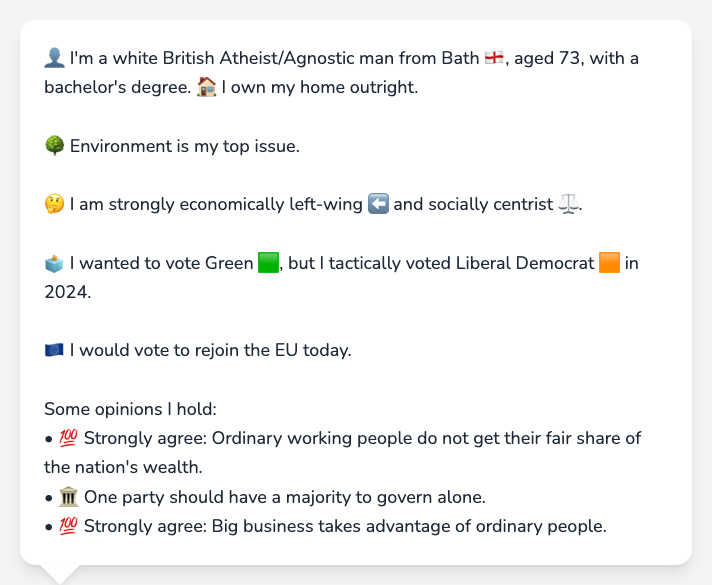 👤 I'm a white British Atheist/Agnostic man from Bath 🏴󠁧󠁢󠁥󠁮󠁧󠁿, aged 73, with a
bachelor's degree. 🏠 I own my home outright.
🌳 Environment is my top issue.
🤔 I am strongly economically left-wing ⬅️ and socially centrist ⚖️.
🗳️ I wanted to vote Green 🟩, but I tactically voted Liberal Democrat 🟧 in
2024.
🇪🇺 I would vote to rejoin the EU today.
Some opinions I hold:
• 💯 Strongly agree: Ordinary working people do not get their fair share of
the nation's wealth.
• 🏛️ One party should have a majority to govern alone.
• 💯 Strongly agree: Big business takes advantage of ordinary people.